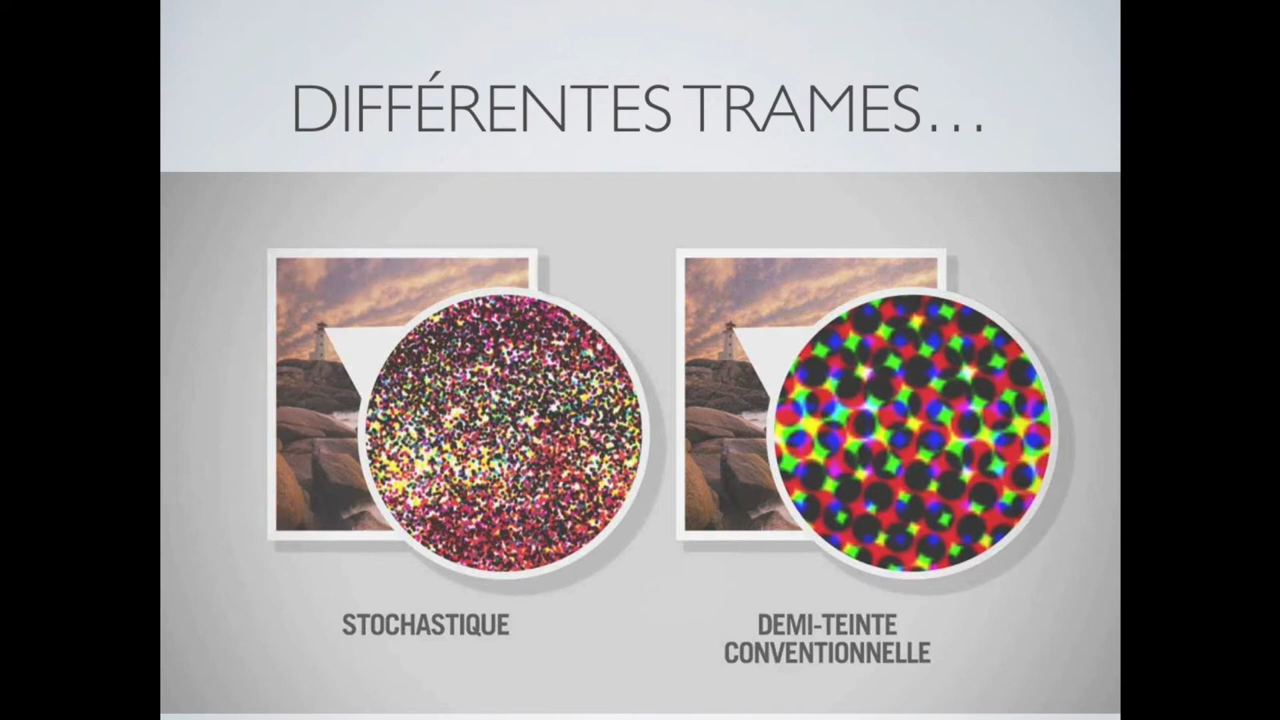 DIFFÉRENTES TRAMES...
STOCHASTIQUE
DEMI-TEINTE
CONVENTIONNELLE